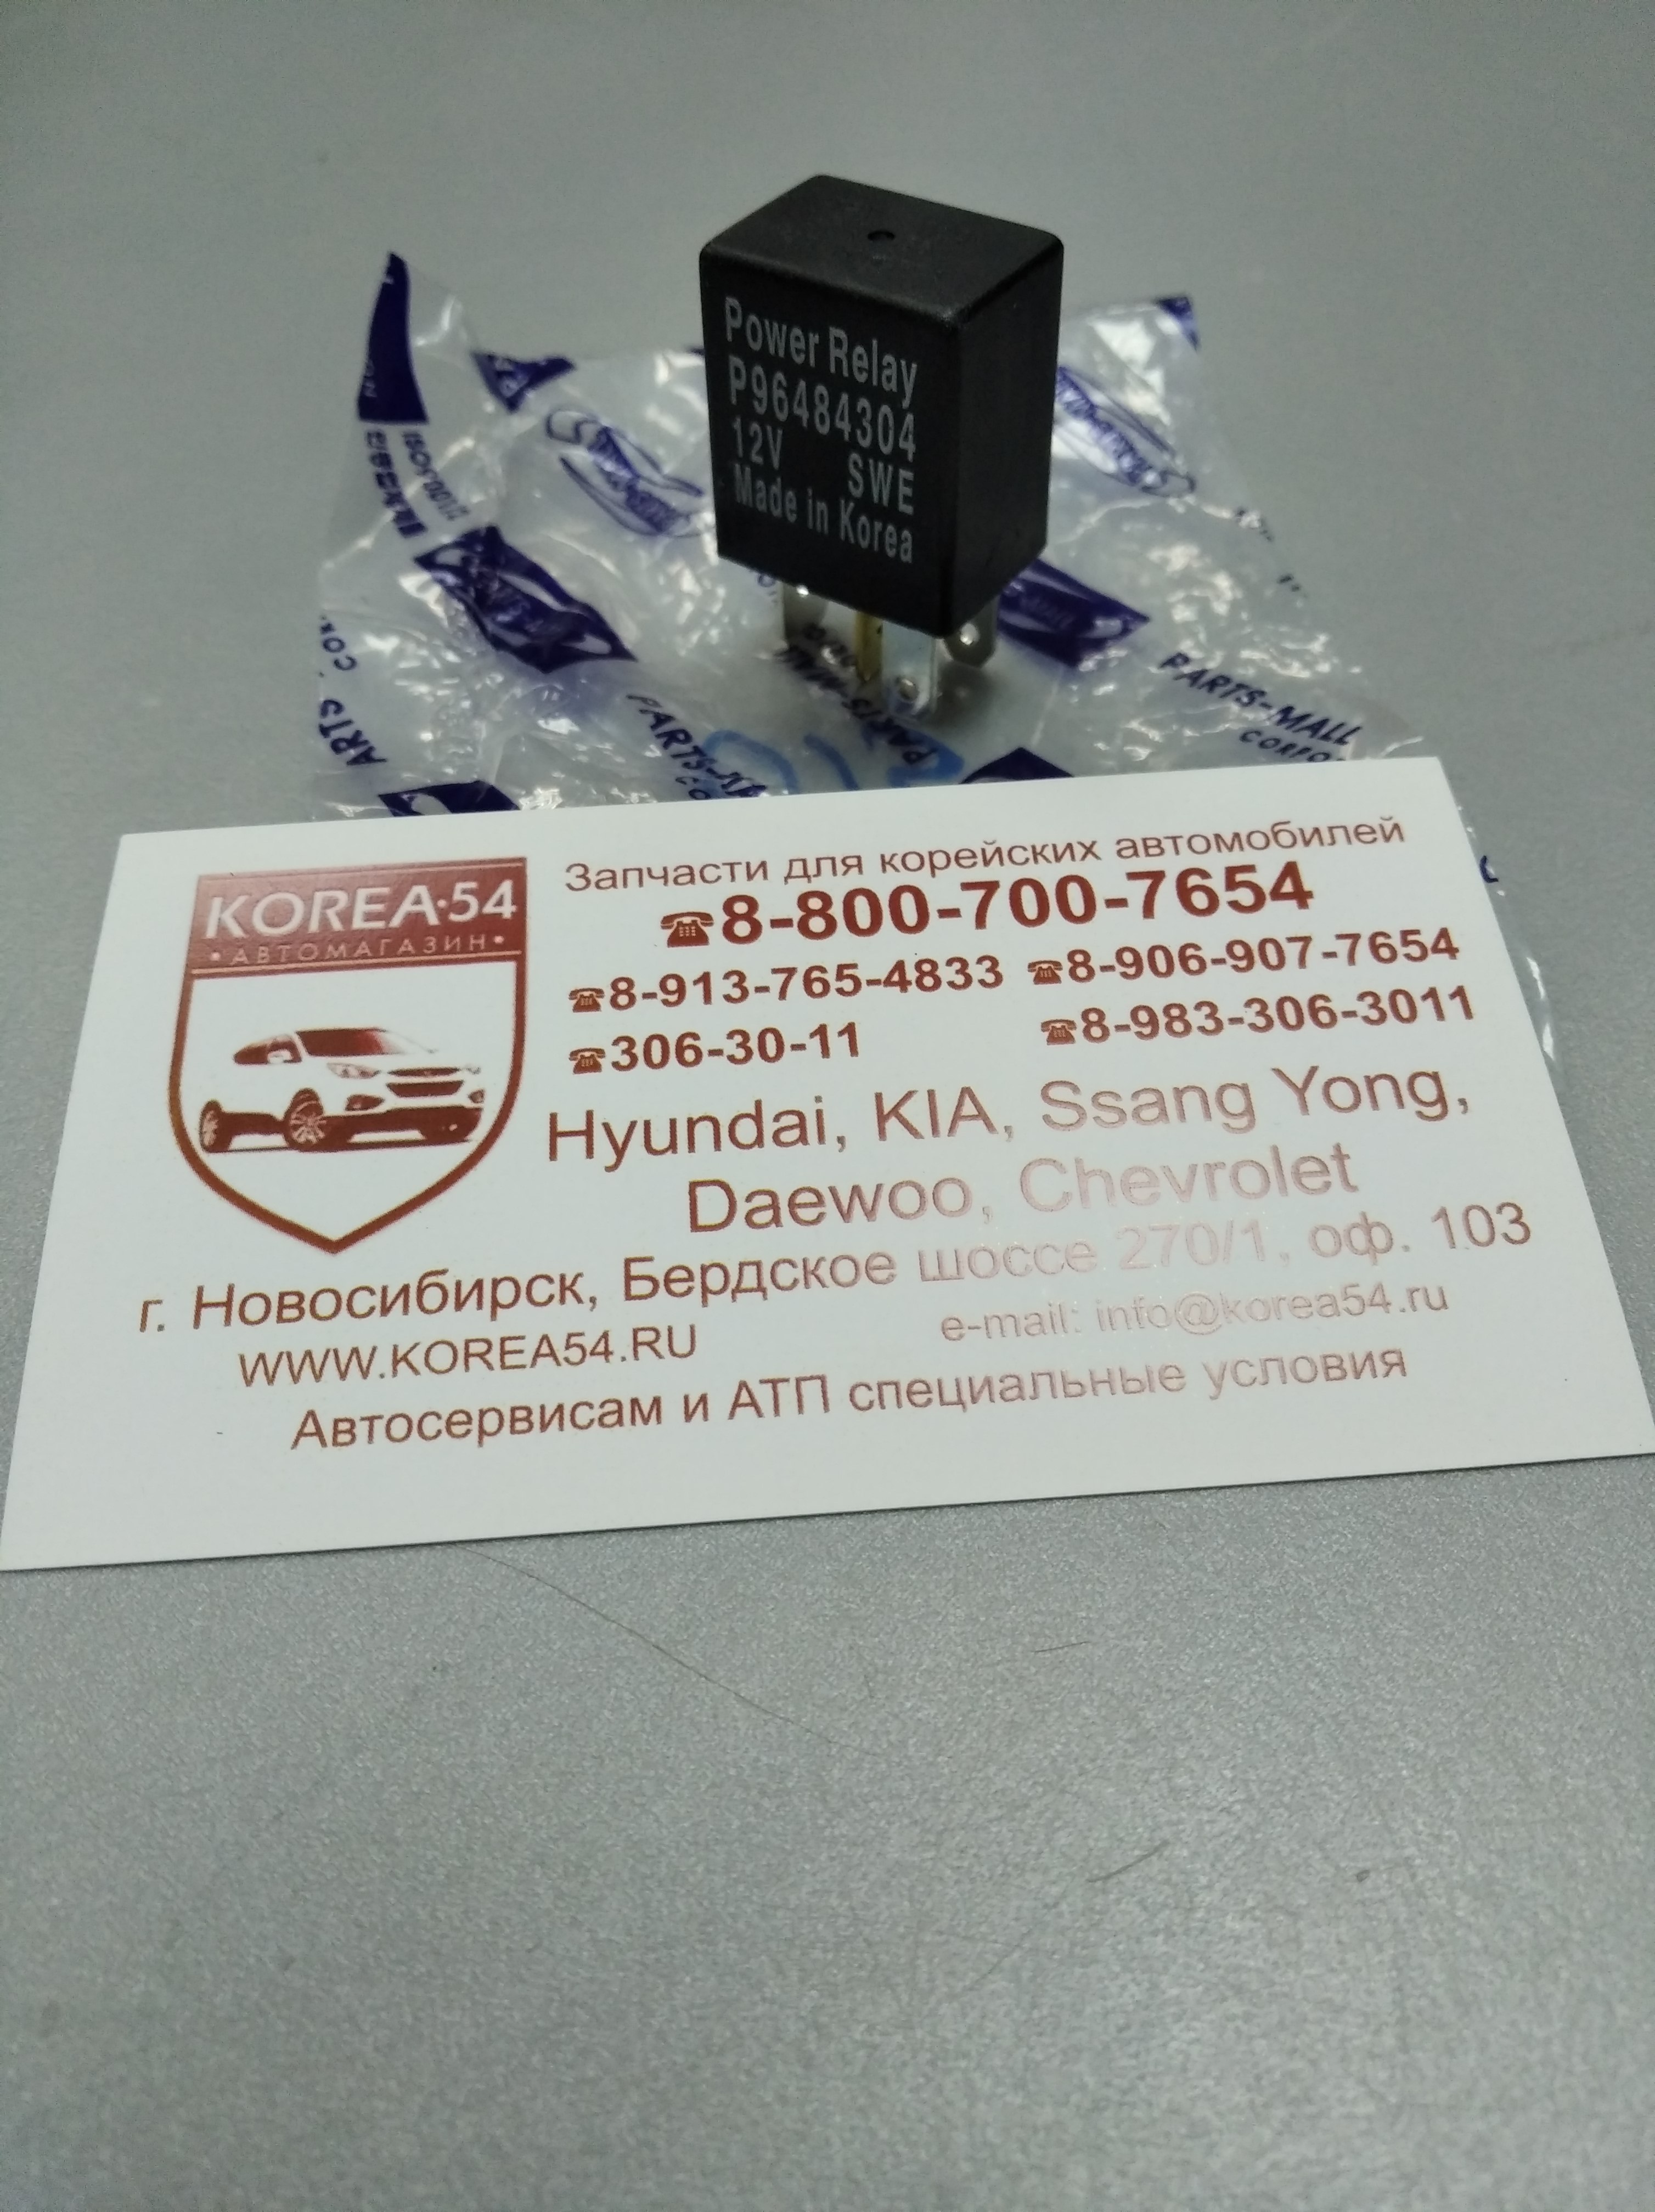 Power Relay
P96484304
12V SWE
Made in Korea
PARTS-MALL
KOREA·54
•АВТОМАГАЗИН•
Запчасти для корейских автомобилей
☎8-800-700-7654
☎8-913-765-4833 ☎8-906-907-7654
☎306-30-11 ☎8-983-306-3011
Hyundai, KIA, Ssang Yong,
Daewoo, Chevrolet
г. Новосибирск, Бердское шоссе 270/1, оф. 103
WWW.KOREA54.RU e-mail: info@korea54.ru
Автосервисам и АТП специальные условия